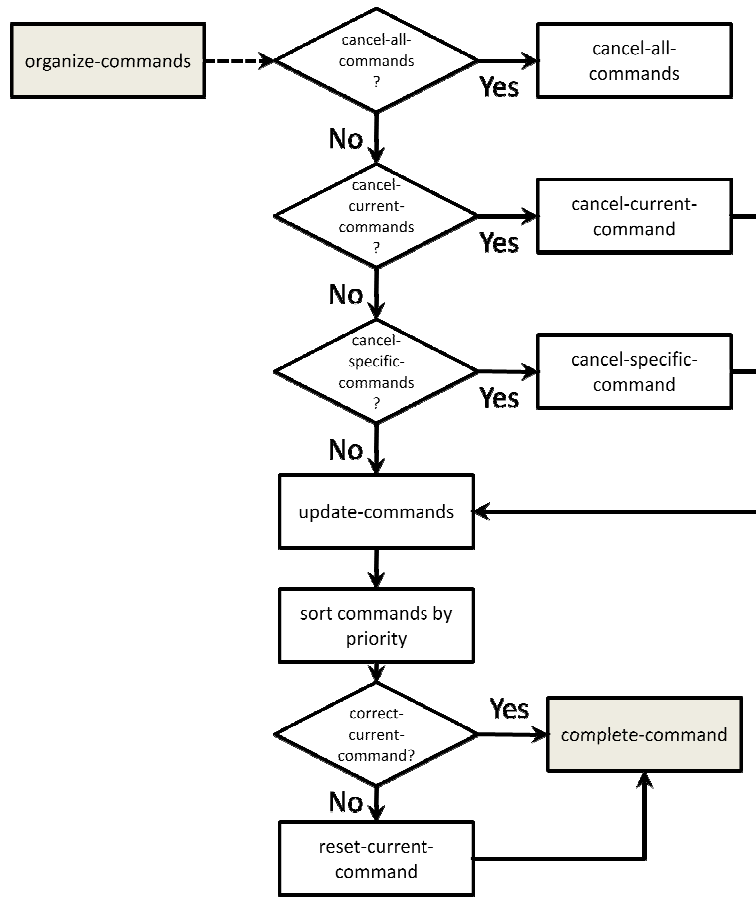 organize-commands
cancel-all-
commands
?
Yes
cancel-all-
commands
No
cancel-
current-
commands
?
Yes
cancel-current-
command
No
cancel-
specific-
commands
?
Yes
cancel-specific-
command
No
update-commands
sort commands by
priority
correct-
current-
command?
Yes
complete-command
No
reset-current-
command